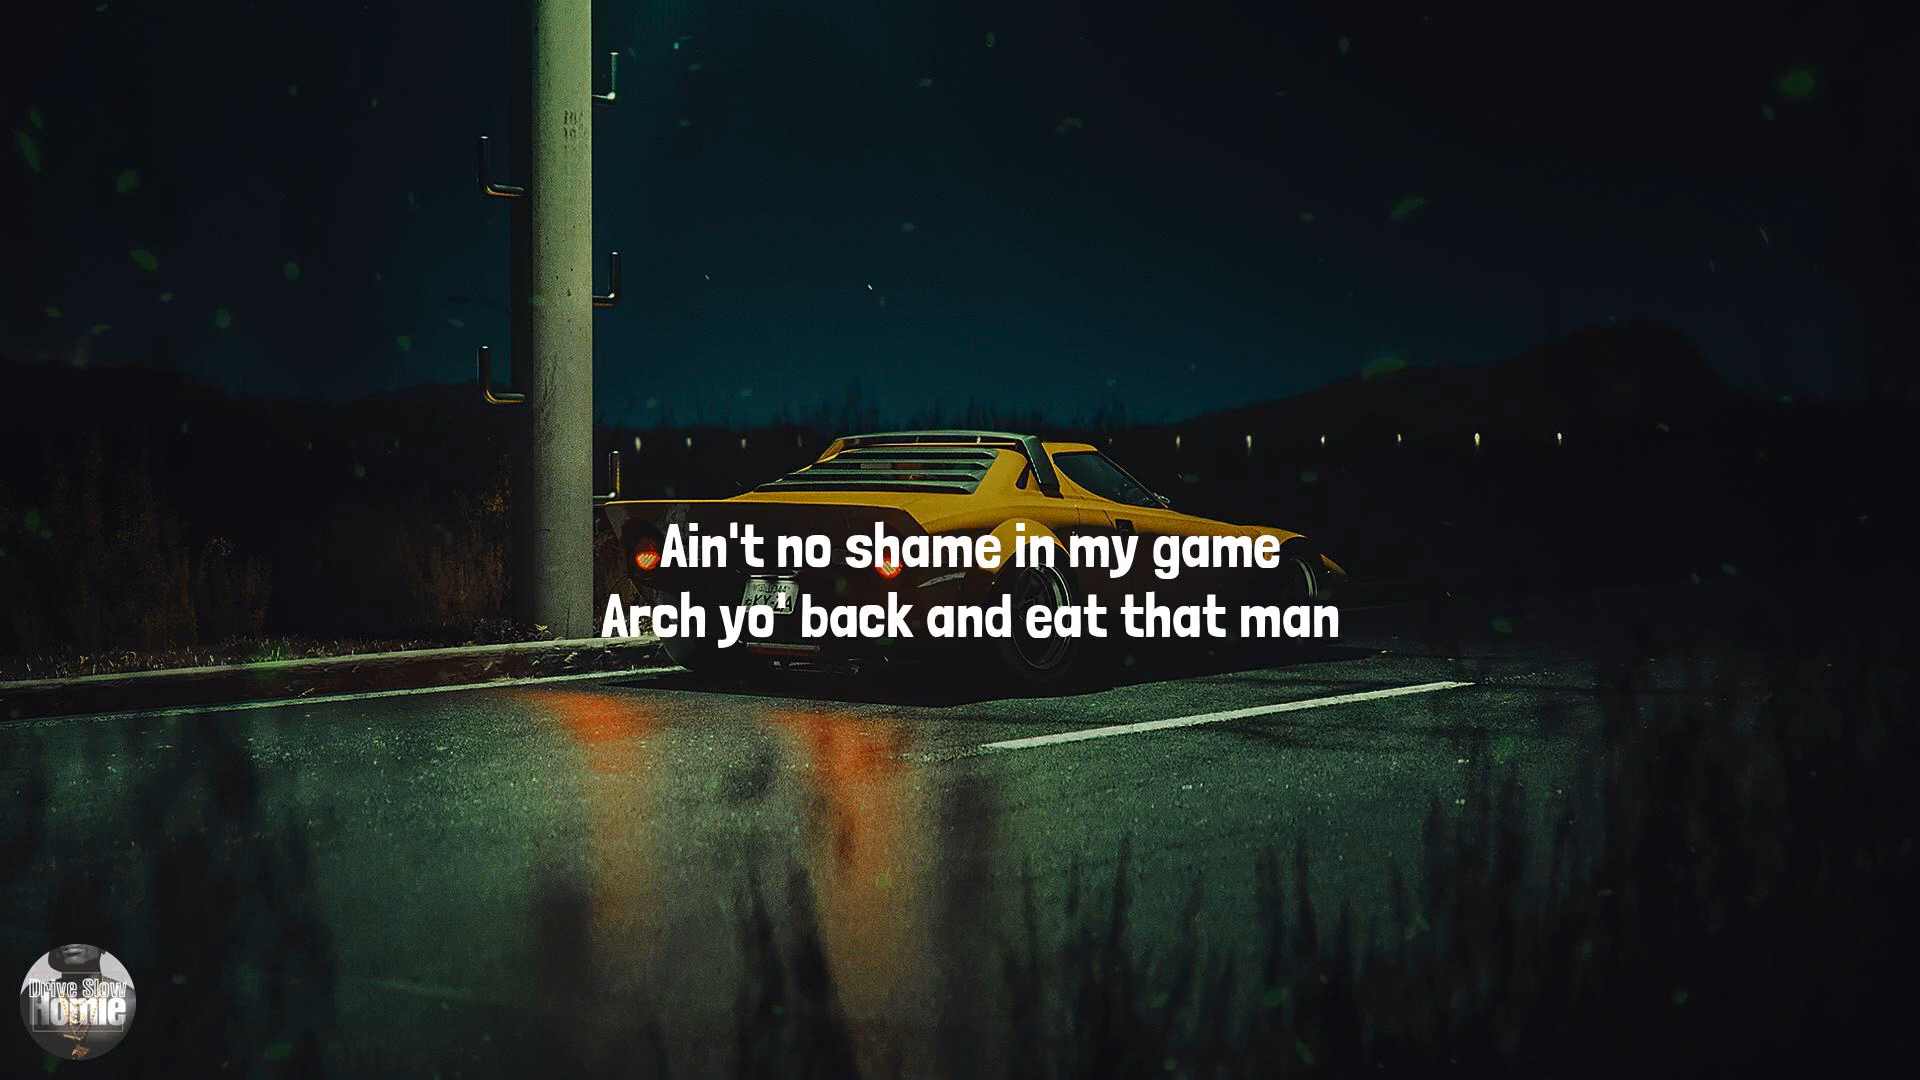 Ain't no shame in my game
Arch yo' back and eat that man
Drive Slow
Homie